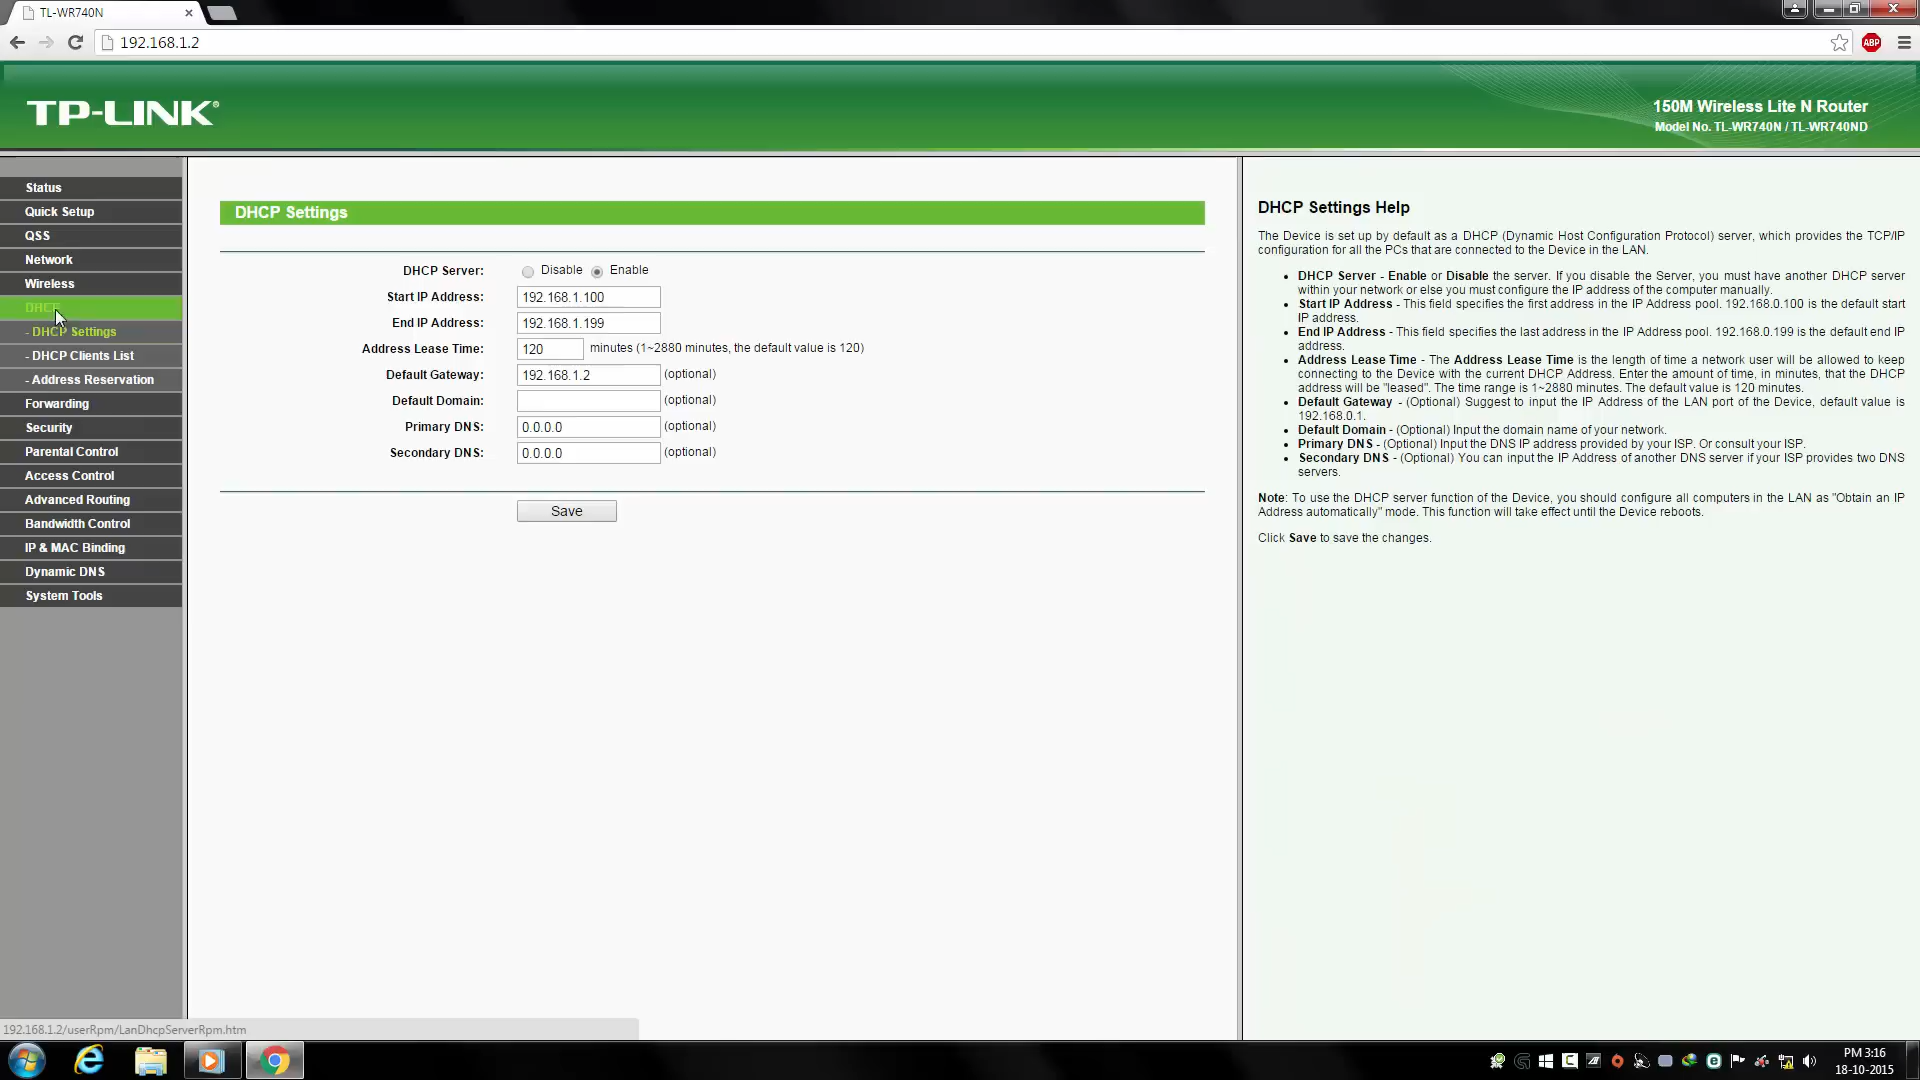 TL-WR740N
192.168.1.2
ABP
TP-LINK®
150M Wireless Lite N Router
Model No. TL-WR740N / TL-WR740ND
Status
Quick Setup
QSS
Network
Wireless
DHCP
- DHCP Settings
- DHCP Clients List
- Address Reservation
Forwarding
Security
Parental Control
Access Control
Advanced Routing
Bandwidth Control
IP & MAC Binding
Dynamic DNS
System Tools
DHCP Settings
DHCP Server: Disable Enable
Start IP Address: 192.168.1.100
End IP Address: 192.168.1.199
Address Lease Time: 120 minutes (1~2880 minutes, the default value is 120)
Default Gateway: 192.168.1.2 (optional)
Default Domain: (optional)
Primary DNS: 0.0.0.0 (optional)
Secondary DNS: 0.0.0.0 (optional)
Save
DHCP Settings Help
The Device is set up by default as a DHCP (Dynamic Host Configuration Protocol) server, which provides the TCP/IP
configuration for all the PCs that are connected to the Device in the LAN.
• DHCP Server - Enable or Disable the server. If you disable the Server, you must have another DHCP server
within your network or else you must configure the IP address of the computer manually.
• Start IP Address - This field specifies the first address in the IP Address pool. 192.168.0.100 is the default start
IP address.
• End IP Address - This field specifies the last address in the IP Address pool. 192.168.0.199 is the default end IP
address.
• Address Lease Time - The Address Lease Time is the length of time a network user will be allowed to keep
connecting to the Device with the current DHCP Address. Enter the amount of time, in minutes, that the DHCP
address will be "leased". The time range is 1~2880 minutes. The default value is 120 minutes.
• Default Gateway - (Optional) Suggest to input the IP Address of the LAN port of the Device, default value is
192.168.0.1.
• Default Domain - (Optional) Input the domain name of your network.
• Primary DNS - (Optional) Input the DNS IP address provided by your ISP. Or consult your ISP.
• Secondary DNS - (Optional) You can input the IP Address of another DNS server if your ISP provides two DNS
servers.
Note: To use the DHCP server function of the Device, you should configure all computers in the LAN as "Obtain an IP
Address automatically" mode. This function will take effect until the Device reboots.
Click Save to save the changes.
192.168.1.2/userRpm/LanDhcpServerRpm.htm
PM 3:16
18-10-2015